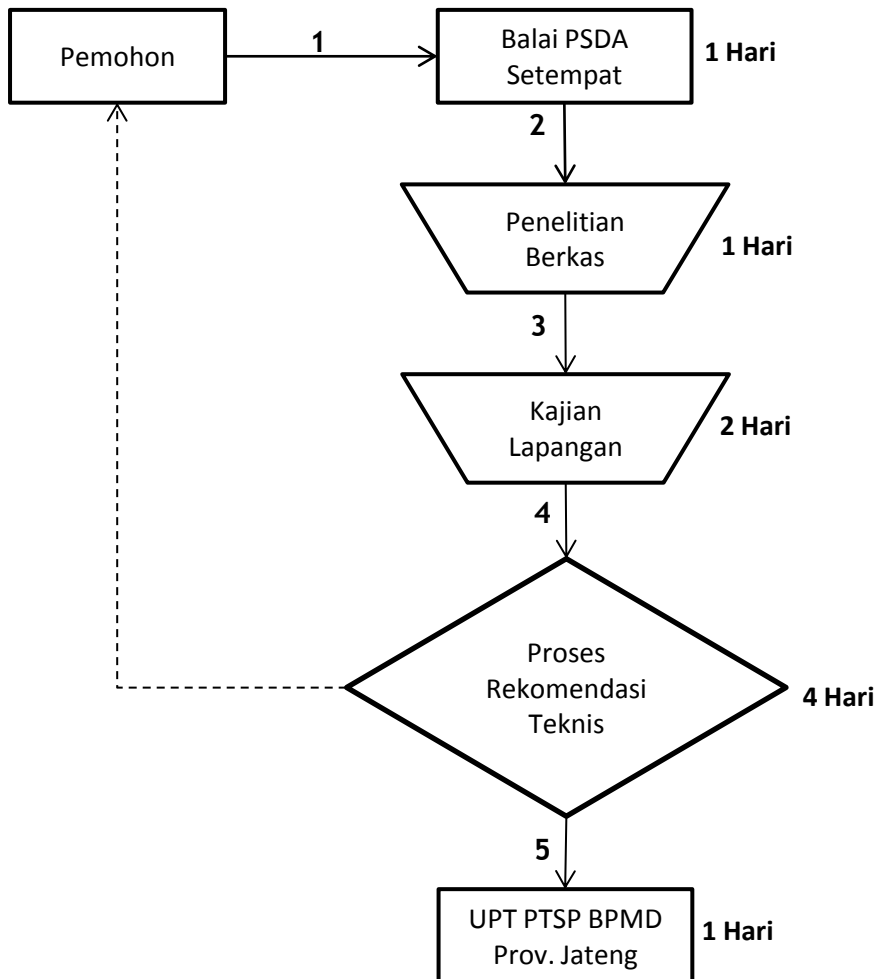 Pemohon
1
Balai PSDA
Setempat
1 Hari
2
Penelitian
Berkas
1 Hari
3
Kajian
Lapangan
2 Hari
4
Proses
Rekomendasi
Teknis
4 Hari
5
UPT PTSP BPMD
Prov. Jateng
1 Hari